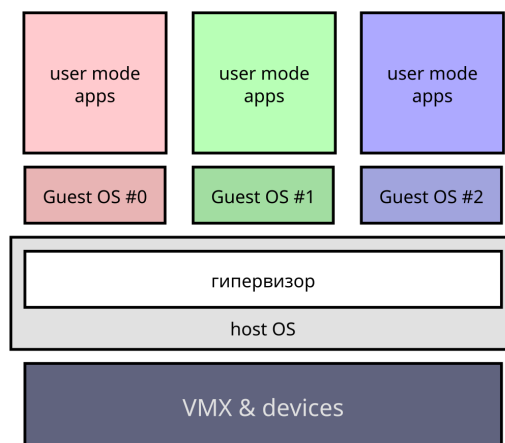 user mode
apps
user mode
apps
user mode
apps
Guest OS #0
Guest OS #1
Guest OS #2
гипервизор
host OS
VMX & devices